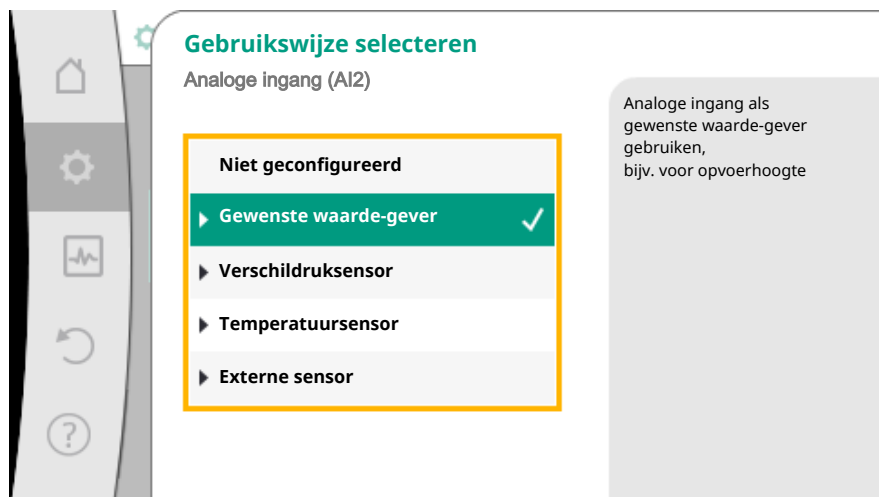 Gebruikswijze selecteren
Analoge ingang (AI2)
Niet geconfigureerd
Gewenste waarde-gever
Verschildruksensor
Temperatuursensor
Externe sensor
Analoge ingang als
gewenste waarde-gever
gebruiken,
bijv. voor opvoerhoogte
?